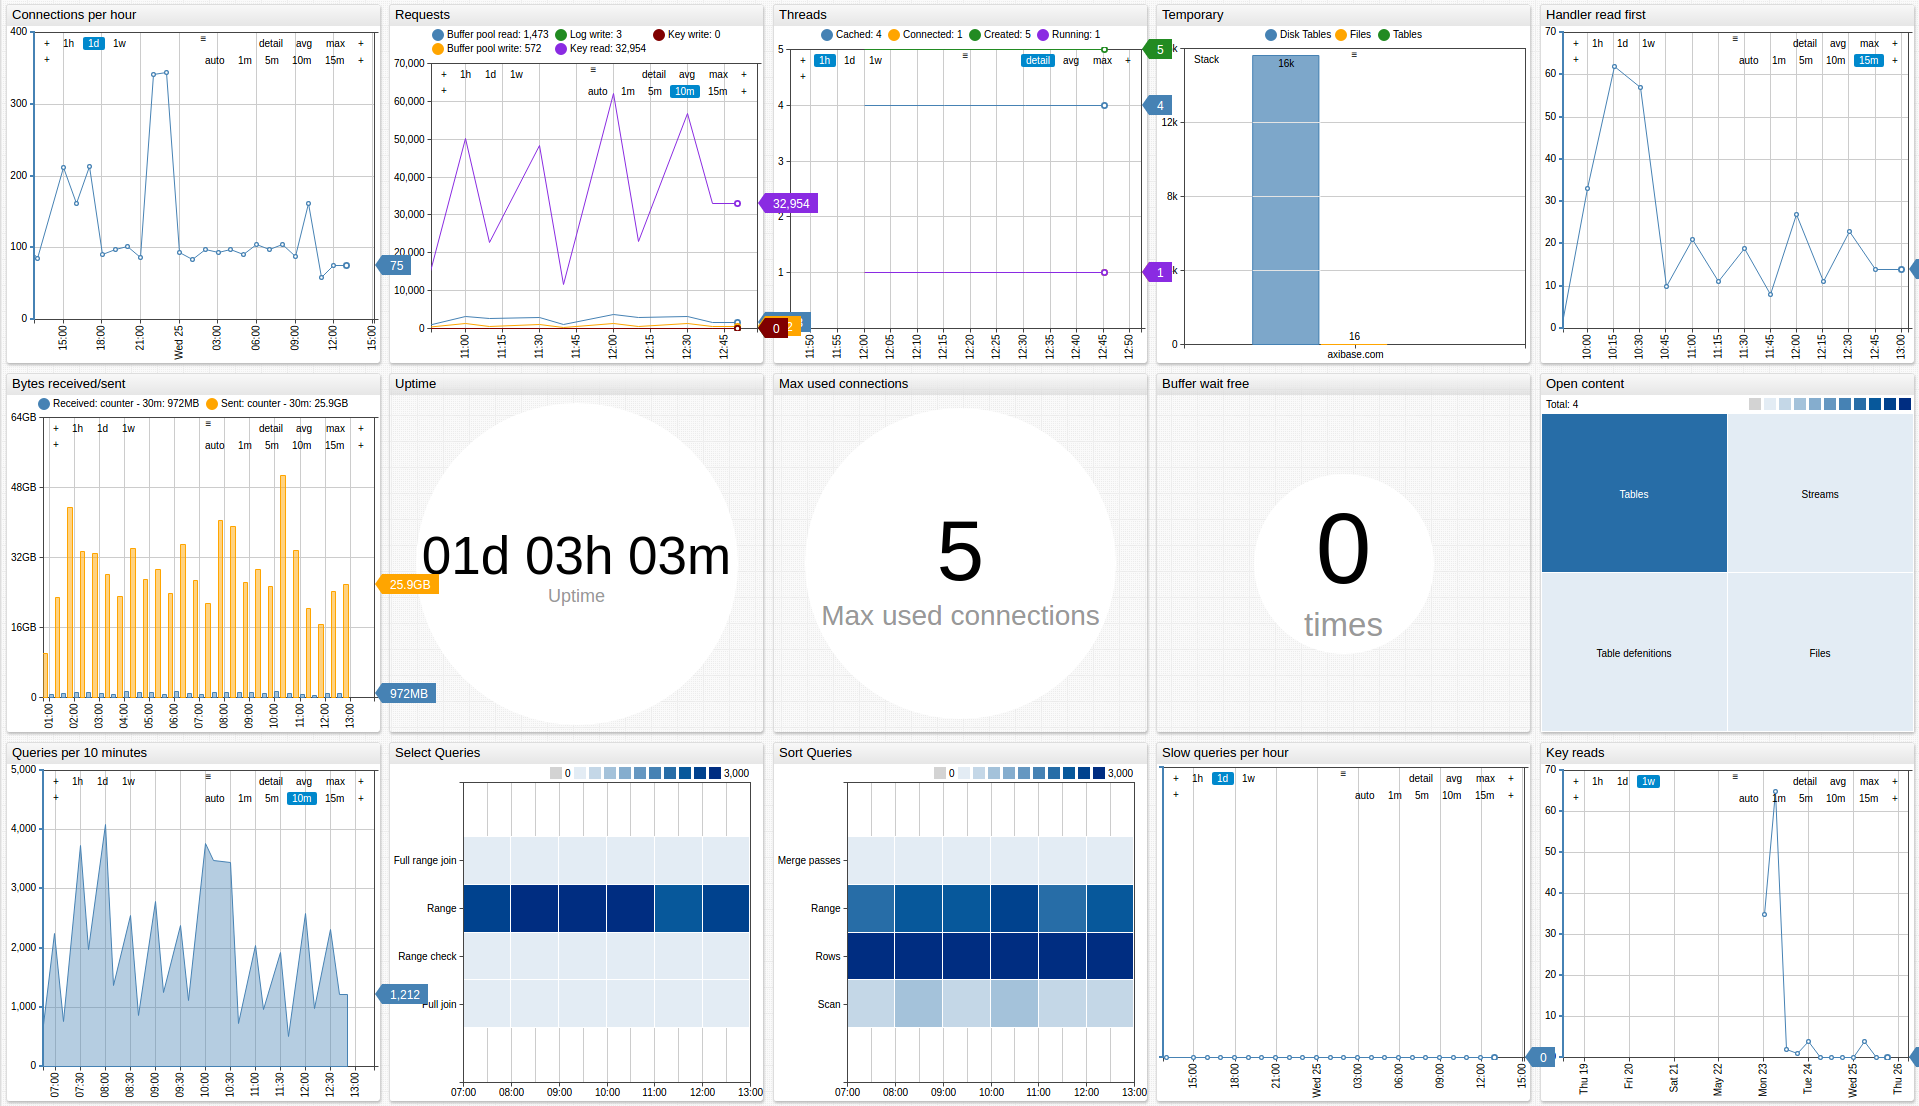 Connections per hour
400
300
200
100
0
+ 1h 1d 1w ≡ detail avg max +
+ auto 1m 5m 10m 15m +
75
15:00 18:00 21:00 Wed 25 03:00 06:00 09:00 12:00 15:00
Requests
Buffer pool read: 1,473 Log write: 3 Key write: 0
Buffer pool write: 572 Key read: 32,954
70,000
60,000
50,000
40,000
30,000
20,000
10,000
0
+ 1h 1d 1w ≡ detail avg max +
+ auto 1m 5m 10m 15m +
32,954
0
11:00 11:15 11:30 11:45 12:00 12:15 12:30 12:45
Threads
Cached: 4 Connected: 1 Created: 5 Running: 1
5
4
3
2
1
+ 1h 1d 1w ≡ detail avg max +
+
5
4
1
11:50 11:55 12:00 12:05 12:10 12:15 12:20 12:25 12:30 12:35 12:40 12:45 12:50
Temporary
Disk Tables Files Tables
Stack ≡
16k
k
12k
8k
k
0
16
axibase.com
Handler read first
70
60
50
40
30
20
10
0
+ 1h 1d 1w ≡ detail avg max +
+ auto 1m 5m 10m 15m +
10:00 10:15 10:30 10:45 11:00 11:15 11:30 11:45 12:00 12:15 12:30 12:45 13:00
Bytes received/sent
Received: counter - 30m: 972MB Sent: counter - 30m: 25.9GB
64GB
48GB
32GB
16GB
0
+ 1h 1d 1w ≡ detail avg max +
+ auto 1m 5m 10m 15m +
25.9GB
972MB
01:00 02:00 03:00 04:00 05:00 06:00 07:00 08:00 09:00 10:00 11:00 12:00 13:00
Uptime
01d 03h 03m
Uptime
Max used connections
5
Max used connections
Buffer wait free
0
times
Open content
Total: 4
Tables Streams
Table defenitions Files
Queries per 10 minutes
5,000
4,000
3,000
2,000
1,000
0
+ 1h 1d 1w ≡ detail avg max +
+ auto 1m 5m 10m 15m +
1,212
07:00 07:30 08:00 08:30 09:00 09:30 10:00 10:30 11:00 11:30 12:00 12:30 13:00
Select Queries
0 3,000
Full range join
Range
Range check
Full join
07:00 08:00 09:00 10:00 11:00 12:00 13:00
Sort Queries
0 3,000
Merge passes
Range
Rows
Scan
07:00 08:00 09:00 10:00 11:00 12:00 13:00
Slow queries per hour
+ 1h 1d 1w ≡ detail avg max +
+ auto 1m 5m 10m 15m +
0
15:00 18:00 21:00 Wed 25 03:00 06:00 09:00 12:00 15:00
Key reads
70
60
50
40
30
20
10
+ 1h 1d 1w ≡ detail avg max +
+ auto 1m 5m 10m 15m +
Thu 19 Fri 20 Sat 21 May 22 Mon 23 Tue 24 Wed 25 Thu 26